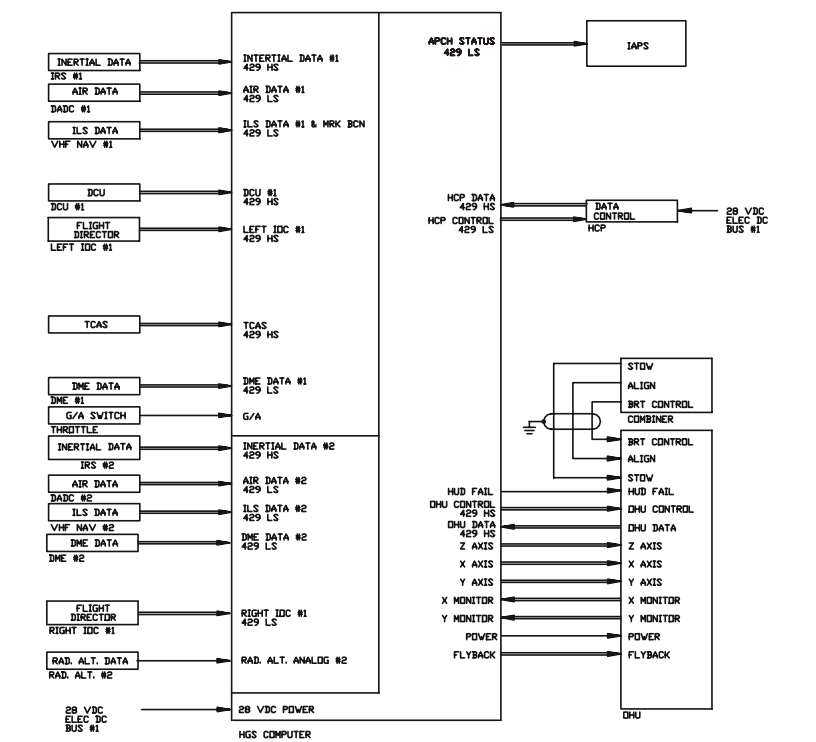 INERTIAL DATA
IRS #1
AIR DATA
DADC #1
ILS DATA
VHF NAV #1
DCU
DCU #1
FLIGHT
DIRECTOR
LEFT IOC #1
TCAS
DME DATA
DME #1
G/A SWITCH
THROTTLE
INERTIAL DATA
IRS #2
AIR DATA
DADC #2
ILS DATA
VHF NAV #2
DME DATA
DME #2
FLIGHT
DIRECTOR
RIGHT IOC #1
RAD. ALT. DATA
RAD. ALT. #2
28 VDC
ELEC DC
BUS #1
INTERTIAL DATA #1
429 HS
AIR DATA #1
429 LS
ILS DATA #1 & MRK BCN
429 LS
DCU #1
429 HS
LEFT IOC #1
429 HS
TCAS
429 HS
DME DATA #1
429 LS
G/A
INERTIAL DATA #2
429 HS
AIR DATA #2
429 LS
ILS DATA #2
429 LS
DME DATA #2
429 LS
RIGHT IOC #1
429 LS
RAD. ALT. ANALOG #2
28 VDC POWER
HGS COMPUTER
APCH STATUS
429 LS
HCP DATA
429 HS
HCP CONTROL
429 LS
HUD FAIL
OHU CONTROL
429 HS
OHU DATA
429 HS
Z AXIS
X AXIS
Y AXIS
X MONITOR
Y MONITOR
POWER
FLYBACK
IAPS
DATA
CONTROL
HCP
28 VDC
ELEC DC
BUS #1
STOW
ALIGN
BRT CONTROL
COMBINER
BRT CONTROL
ALIGN
STOW
HUD FAIL
OHU CONTROL
OHU DATA
Z AXIS
X AXIS
Y AXIS
X MONITOR
Y MONITOR
POWER
FLYBACK
OHU